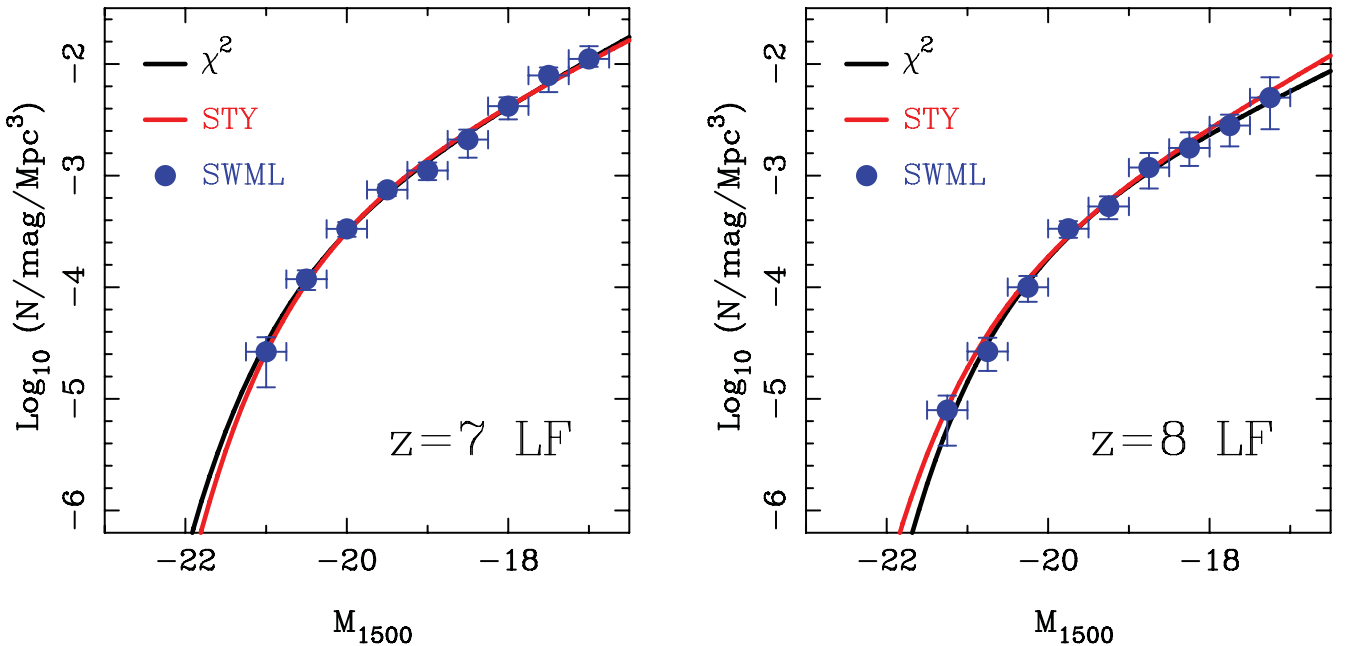 Log₁₀ (N/mag/Mpc³)
-2
-3
-4
-5
-6
χ²
STY
SWML
z=7 LF
-22 -20 -18
M₁₅₀₀
Log₁₀ (N/mag/Mpc³)
-2
-3
-4
-5
-6
χ²
STY
SWML
z=8 LF
-22 -20 -18
M₁₅₀₀